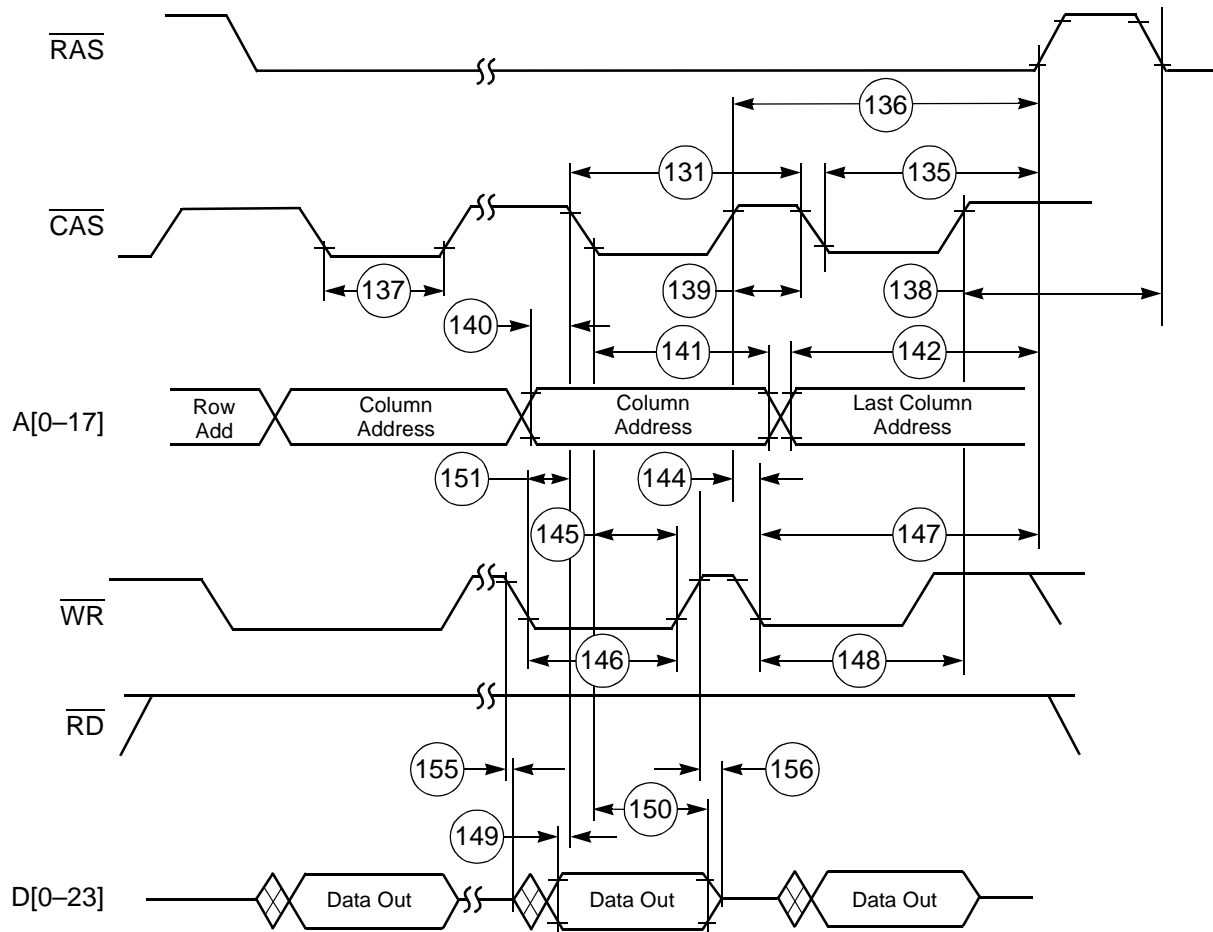 RAS
136
131
135
CAS
137
139
138
140
141
142
A[0–17]
Row
Add
Column
Address
Column
Address
Last Column
Address
151
144
145
147
WR
146
148
RD
155
156
150
149
D[0–23]
Data Out
Data Out
Data Out